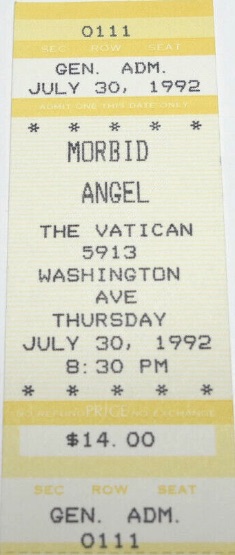 0111
SEC ROW SEAT
GEN. ADM.
JULY 30, 1992
ADMIT ONE THIS DATE ONLY
* * * * *
MORBID
ANGEL
THE VATICAN
5913
WASHINGTON
AVE
THURSDAY
JULY 30, 1992
8:30 PM
* * * * *
NO REFUND PRICE NO EXCHANGE
$14.00
SEC ROW SEAT
GEN. ADM.
0111